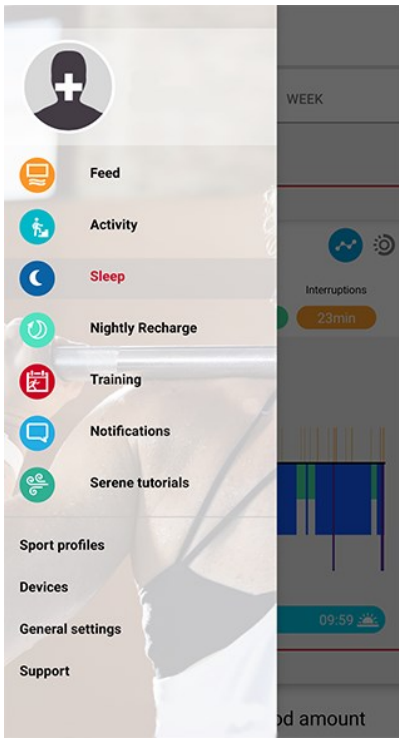 WEEK
Feed
Activity
Sleep
Interruptions
Nightly Recharge
23min
Training
Notifications
Serene tutorials
Sport profiles
Devices
General settings
09:59
Support
amount